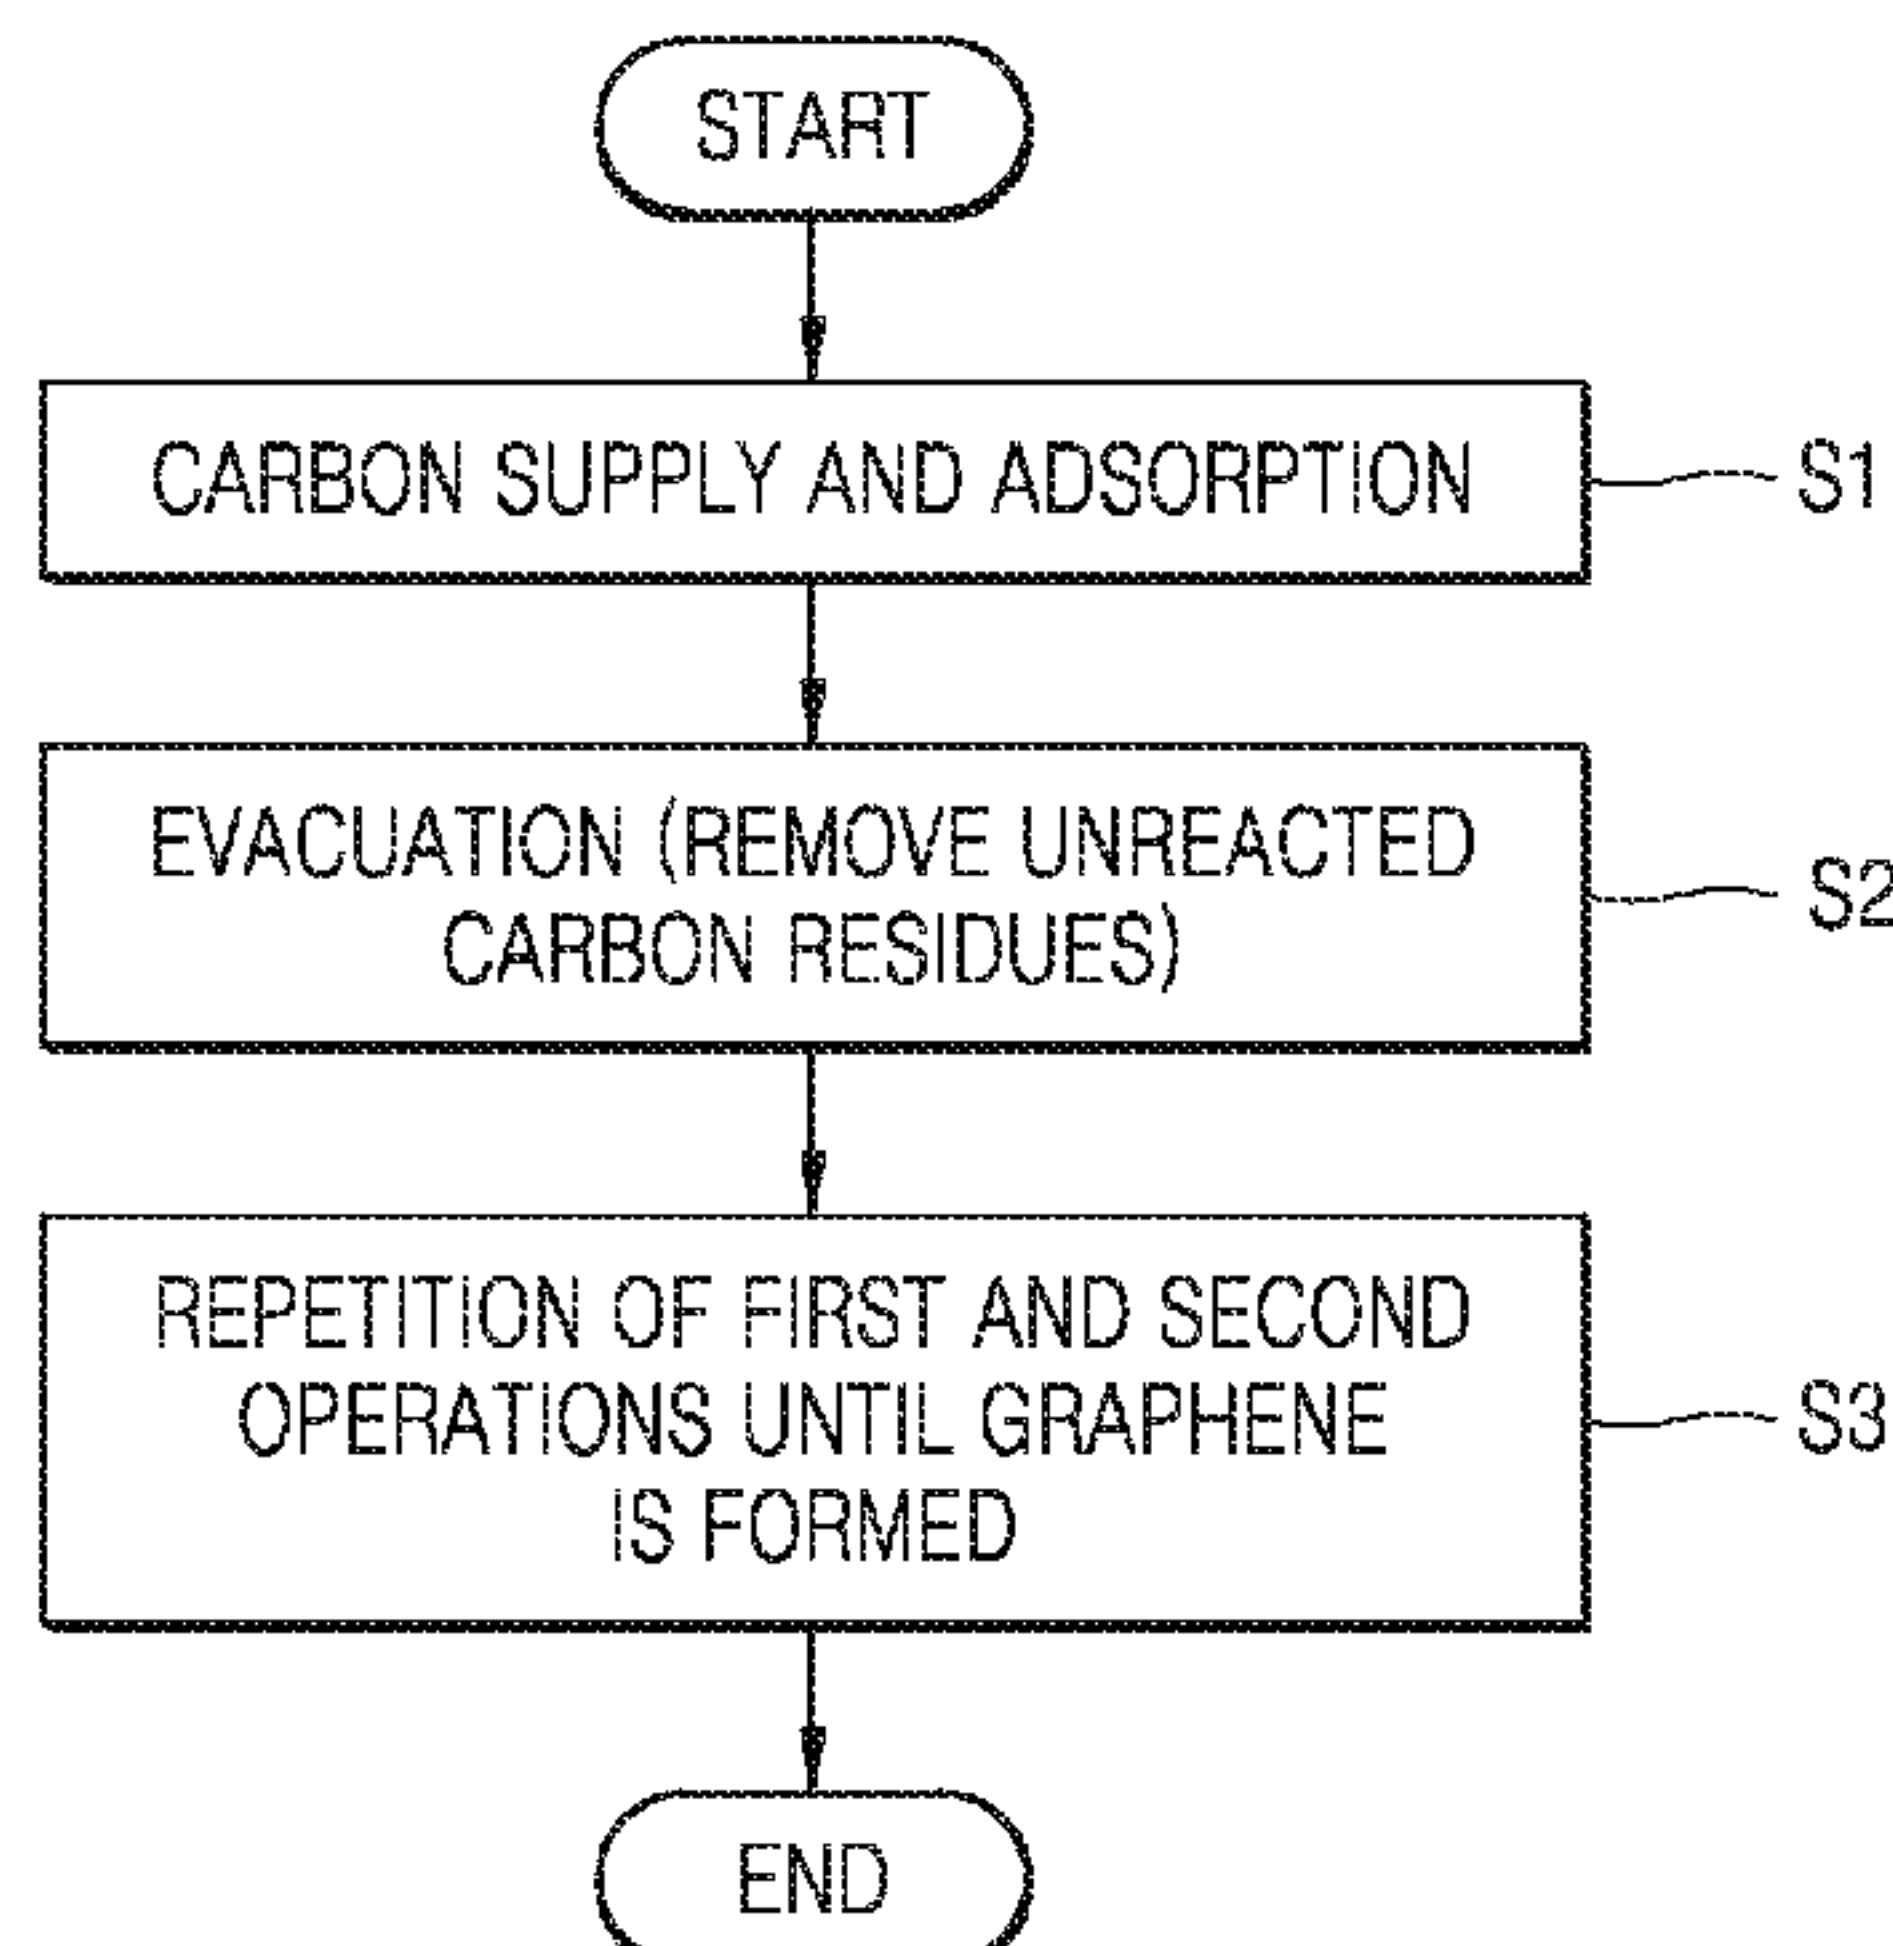 START
CARBON SUPPLY AND ADSORPTION
S1
EVACUATION (REMOVE UNREACTED
CARBON RESIDUES)
S2
REPETITION OF FIRST AND SECOND
OPERATIONS UNTIL GRAPHENE
IS FORMED
S3
END